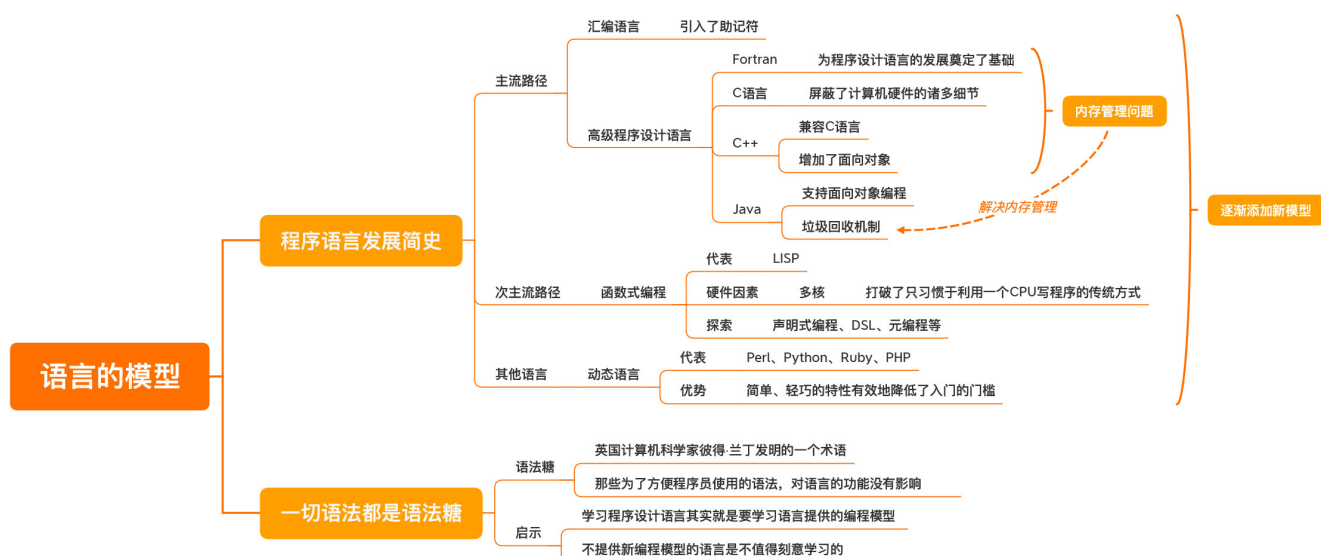 语言的模型
程序语言发展简史
主流路径
汇编语言
引入了助记符
高级程序设计语言
Fortran
为程序设计语言的发展奠定了基础
C语言
屏蔽了计算机硬件的诸多细节
C++
兼容C语言
增加了面向对象
Java
支持面向对象编程
垃圾回收机制
内存管理问题
解决内存管理
次主流路径
函数式编程
代表
LISP
硬件因素
多核
打破了只习惯于利用一个CPU写程序的传统方式
探索
声明式编程、DSL、元编程等
其他语言
动态语言
代表
Perl、Python、Ruby、PHP
优势
简单、轻巧的特性有效地降低了入门的门槛
逐渐添加新模型
一切语法都是语法糖
语法糖
英国计算机科学家彼得·兰丁发明的一个术语
那些为了方便程序员使用的语法，对语言的功能没有影响
启示
学习程序设计语言其实就是要学习语言提供的编程模型
不提供新编程模型的语言是不值得刻意学习的